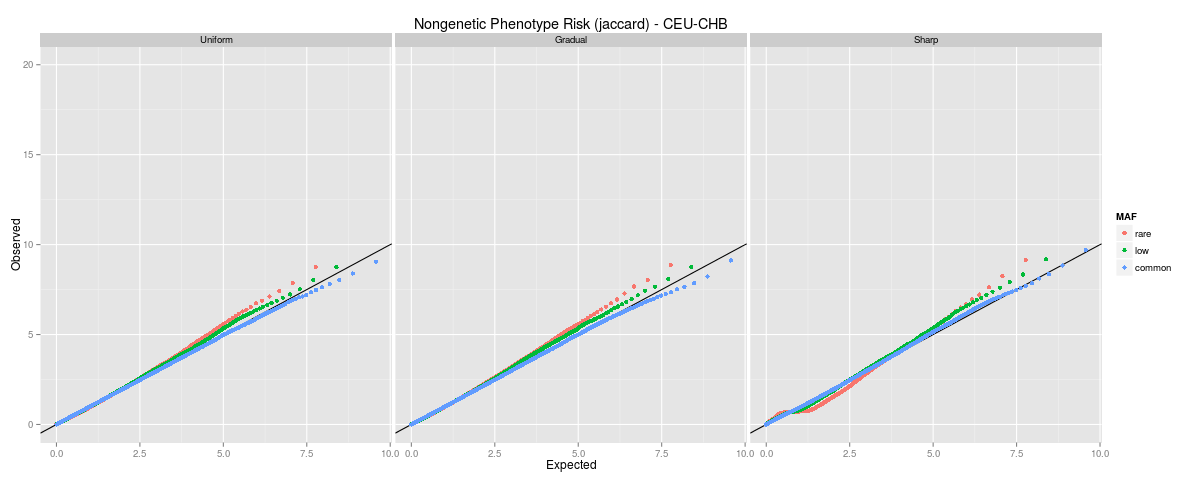 Nongenetic Phenotype Risk (jaccard) - CEU-CHB
Uniform Gradual Sharp
20
15
10
5
0
Observed
0.0 2.5 5.0 7.5 10.0 0.0 2.5 5.0 7.5 10.0 0.0 2.5 5.0 7.5 10.0
Expected
MAF
rare
low
common